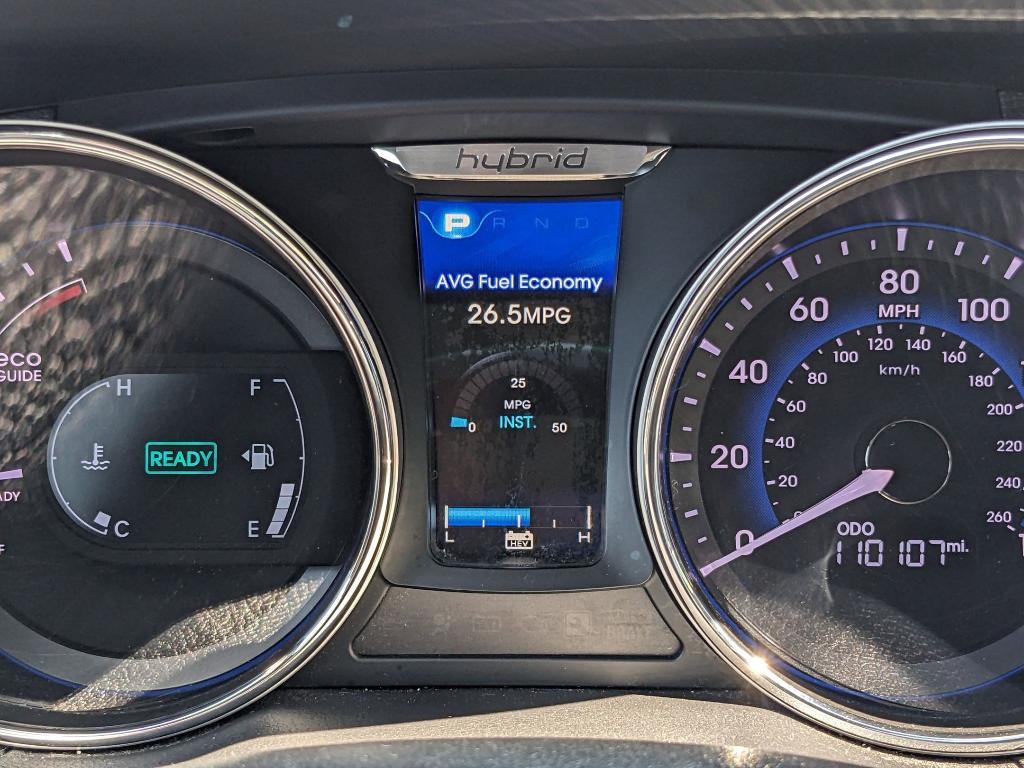 hybrid
P R N D
AVG Fuel Economy
26.5MPG
25
MPG
INST.
0
50
L
HEV
H
eco
GUIDE
H
F
READY
C
E
0
20
40
60
80
100
MPH
km/h
20
40
60
80
100
120
140
160
180
200
220
240
260
ODO
110107mi.